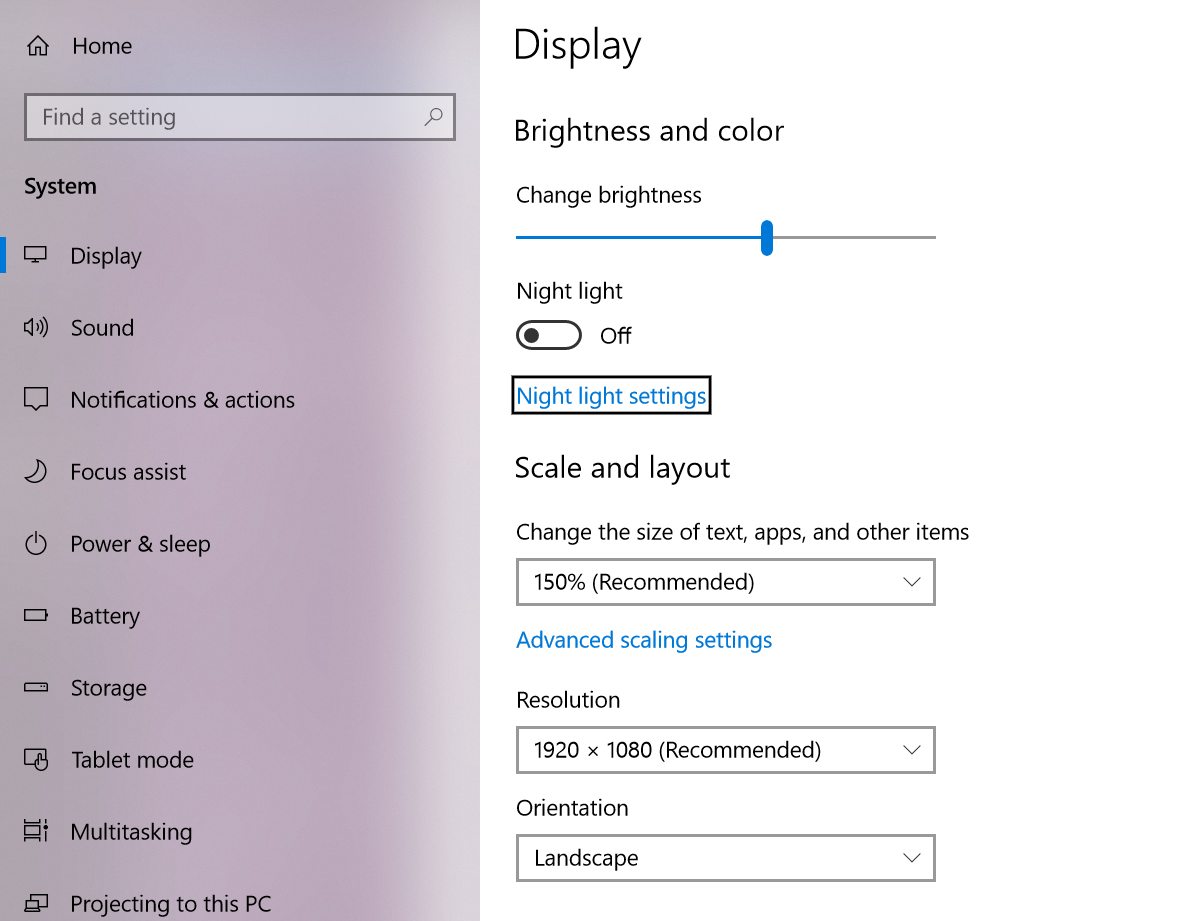 Home
Find a setting
System
Display
Sound
Notifications & actions
Focus assist
Power & sleep
Battery
Storage
Tablet mode
Multitasking
Projecting to this PC
Display
Brightness and color
Change brightness
Night light
Off
Night light settings
Scale and layout
Change the size of text, apps, and other items
150% (Recommended)
Advanced scaling settings
Resolution
1920 × 1080 (Recommended)
Orientation
Landscape